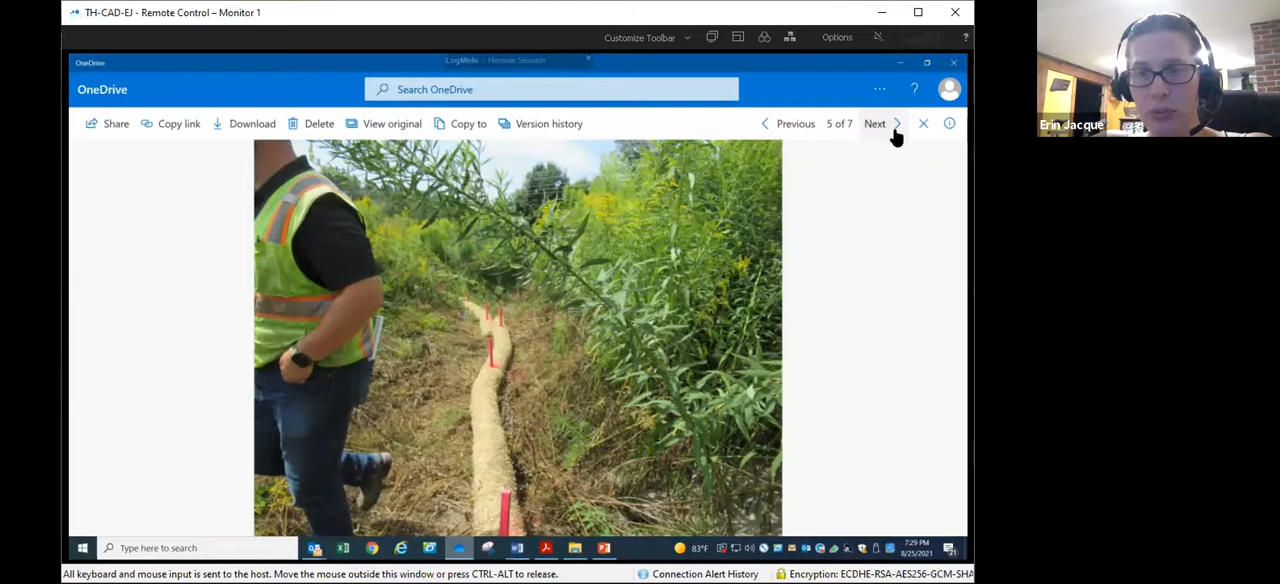 TH-CAD-EJ - Remote Control – Monitor 1
Customize Toolbar
Options
?
OneDrive
LogMeIn - Remote Session
OneDrive
Search OneDrive
... ?
Share Copy link Download Delete View original Copy to Version history Previous 5 of 7 Next
Erin Jacque
Type here to search
83°F
7:29 PM
8/25/2021
21
All keyboard and mouse input is sent to the host. Move the mouse outside this window or press CTRL-ALT to release.
Connection Alert History
Encryption: ECDHE-RSA-AES256-GCM-SHA